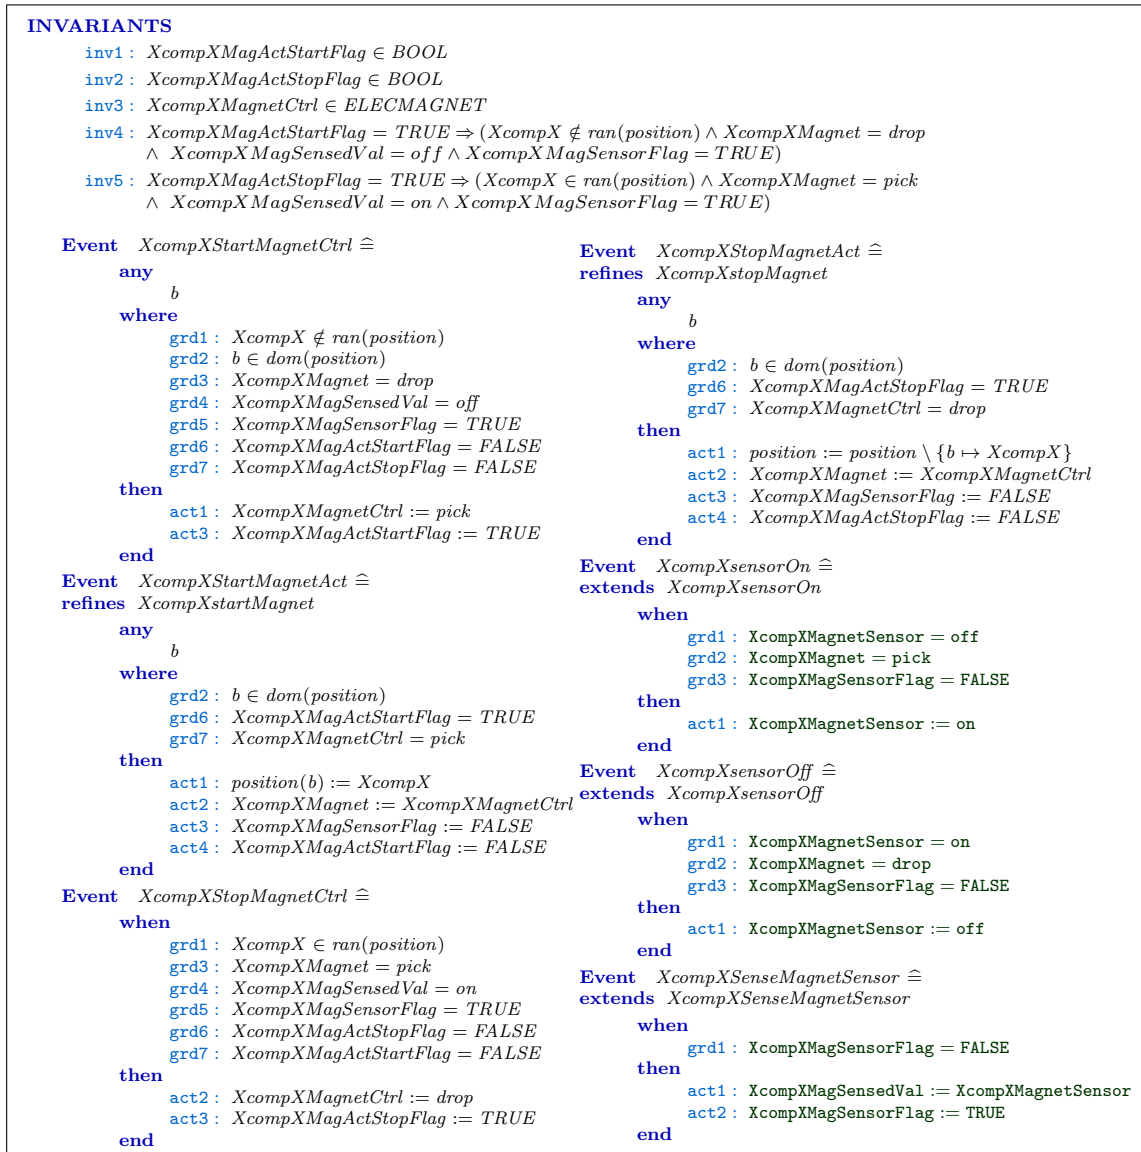 INVARIANTS
inv1 : XcompXMagActStartFlag ∈ BOOL
inv2 : XcompXMagActStopFlag ∈ BOOL
inv3 : XcompXMagnetCtrl ∈ ELECMAGNET
inv4 : XcompXMagActStartFlag = TRUE ⇒ (XcompX ∉ ran(position) ∧ XcompXMagnet = drop
∧ XcompXMagSensedVal = off ∧ XcompXMagSensorFlag = TRUE)
inv5 : XcompXMagActStopFlag = TRUE ⇒ (XcompX ∈ ran(position) ∧ XcompXMagnet = pick
∧ XcompXMagSensedVal = on ∧ XcompXMagSensorFlag = TRUE)
Event XcompXStartMagnetCtrl ≙
any
b
where
grd1 : XcompX ∉ ran(position)
grd2 : b ∈ dom(position)
grd3 : XcompXMagnet = drop
grd4 : XcompXMagSensedVal = off
grd5 : XcompXMagSensorFlag = TRUE
grd6 : XcompXMagActStartFlag = FALSE
grd7 : XcompXMagActStopFlag = FALSE
then
act1 : XcompXMagnetCtrl := pick
act3 : XcompXMagActStartFlag := TRUE
end
Event XcompXStartMagnetAct ≙
refines XcompXstartMagnet
any
b
where
grd2 : b ∈ dom(position)
grd6 : XcompXMagActStartFlag = TRUE
grd7 : XcompXMagnetCtrl = pick
then
act1 : position(b) := XcompX
act2 : XcompXMagnet := XcompXMagnetCtrl
act3 : XcompXMagSensorFlag := FALSE
act4 : XcompXMagActStartFlag := FALSE
end
Event XcompXStopMagnetCtrl ≙
when
grd1 : XcompX ∈ ran(position)
grd3 : XcompXMagnet = pick
grd4 : XcompXMagSensedVal = on
grd5 : XcompXMagSensorFlag = TRUE
grd6 : XcompXMagActStopFlag = FALSE
grd7 : XcompXMagActStartFlag = FALSE
then
act2 : XcompXMagnetCtrl := drop
act3 : XcompXMagActStopFlag := TRUE
end
Event XcompXStopMagnetAct ≙
refines XcompXstopMagnet
any
b
where
grd2 : b ∈ dom(position)
grd6 : XcompXMagActStopFlag = TRUE
grd7 : XcompXMagnetCtrl = drop
then
act1 : position := position \ {b ↦ XcompX}
act2 : XcompXMagnet := XcompXMagnetCtrl
act3 : XcompXMagSensorFlag := FALSE
act4 : XcompXMagActStopFlag := FALSE
end
Event XcompXsensorOn ≙
extends XcompXsensorOn
when
grd1 : XcompXMagnetSensor = off
grd2 : XcompXMagnet = pick
grd3 : XcompXMagSensorFlag = FALSE
then
act1 : XcompXMagnetSensor := on
end
Event XcompXsensorOff ≙
extends XcompXsensorOff
when
grd1 : XcompXMagnetSensor = on
grd2 : XcompXMagnet = drop
grd3 : XcompXMagSensorFlag = FALSE
then
act1 : XcompXMagnetSensor := off
end
Event XcompXSenseMagnetSensor ≙
extends XcompXSenseMagnetSensor
when
grd1 : XcompXMagSensorFlag = FALSE
then
act1 : XcompXMagSensedVal := XcompXMagnetSensor
act2 : XcompXMagSensorFlag := TRUE
end